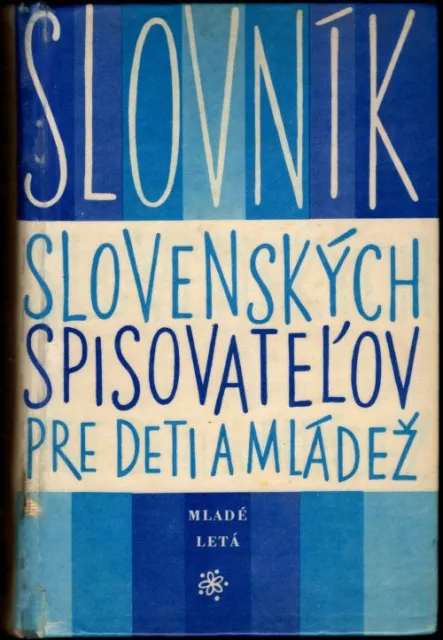 SLOVNÍK
SLOVENSKÝCH
SPISOVATEĽOV
PRE DETI A MLÁDEŽ
MLADÉ
LETÁ